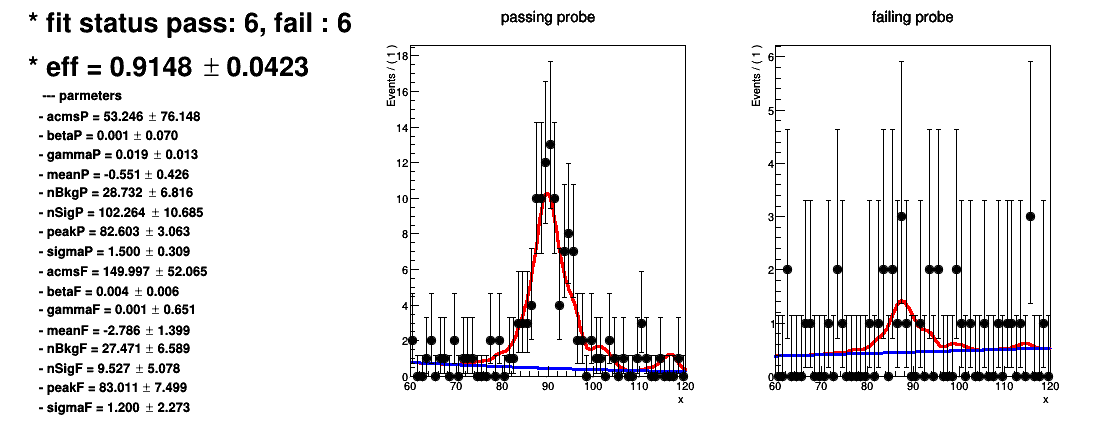 * fit status pass: 6, fail : 6
* eff = 0.9148 ± 0.0423
--- parmeters
- acmsP = 53.246 ± 76.148
- betaP = 0.001 ± 0.070
- gammaP = 0.019 ± 0.013
- meanP = -0.551 ± 0.426
- nBkgP = 28.732 ± 6.816
- nSigP = 102.264 ± 10.685
- peakP = 82.603 ± 3.063
- sigmaP = 1.500 ± 0.309
- acmsF = 149.997 ± 52.065
- betaF = 0.004 ± 0.006
- gammaF = 0.001 ± 0.651
- meanF = -2.786 ± 1.399
- nBkgF = 27.471 ± 6.589
- nSigF = 9.527 ± 5.078
- peakF = 83.011 ± 7.499
- sigmaF = 1.200 ± 2.273
passing probe
Events / ( 1 )
18
16
14
12
10
8
6
4
2
0
60 70 80 90 100 110 120
x
failing probe
Events / ( 1 )
6
5
4
3
2
1
0
60 70 80 90 100 110 120
x